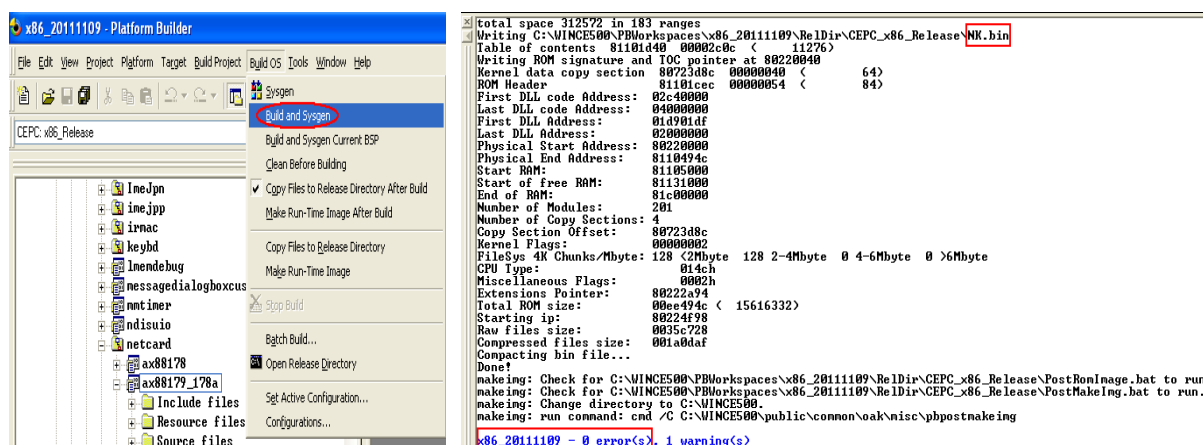 x86_20111109 - Platform Builder
File Edit View Project Platform Target Build Project Build OS Tools Window Help
Sysgen
Build and Sysgen
Build and Sysgen Current BSP
Clean Before Building
Copy Files to Release Directory After Build
Make Run-Time Image After Build
Copy Files to Release Directory
Make Run-Time Image
Stop Build
Batch Build...
Open Release Directory
Set Active Configuration...
Configurations...
CEPC: x86_Release
ImeJpn
imejpp
irmac
keybd
lmemdebug
messagedialogboxcus
mmtimer
ndisuio
netcard
ax88178
ax88179_178a
Include files
Resource files
Source files
total space 312572 in 183 ranges
Writing C:\WINCE500\PBWorkspaces\x86_20111109\RelDir\CEPC_x86_Release\NK.bin
Table of contents 81101d40 00002c0c ( 11276)
Writing ROM signature and TOC pointer at 80220040
Kernel data copy section 80723d8c 00000040 ( 64)
ROM Header 81101cec 00000054 ( 84)
First DLL code Address: 02c40000
Last DLL code Address: 04000000
First DLL Address: 01d901df
Last DLL Address: 02000000
Physical Start Address: 80220000
Physical End Address: 8110494c
Start RAM: 81105000
Start of free RAM: 81131000
End of RAM: 81c00000
Number of Modules: 201
Number of Copy Sections: 4
Copy Section Offset: 80723d8c
Kernel Flags: 00000002
FileSys 4K Chunks/Mbyte: 128 <2Mbyte 128 2-4Mbyte 0 4-6Mbyte 0 >6Mbyte
CPU Type: 014ch
Miscellaneous Flags: 0002h
Extensions Pointer: 80222a94
Total ROM size: 00ee494c ( 15616332)
Starting ip: 80224f98
Raw files size: 0035c728
Compressed files size: 001a0daf
Compacting bin file...
Done!
makeimg: Check for C:\WINCE500\PBWorkspaces\x86_20111109\RelDir\CEPC_x86_Release\PostRomImage.bat to run
makeimg: Check for C:\WINCE500\PBWorkspaces\x86_20111109\RelDir\CEPC_x86_Release\PostMakeImg.bat to run.
makeimg: Change directory to C:\WINCE500.
makeimg: run command: cmd /C C:\WINCE500\public\common\oak\misc\pbpostmakeimg
x86_20111109 - 0 error(s), 1 warning(s)